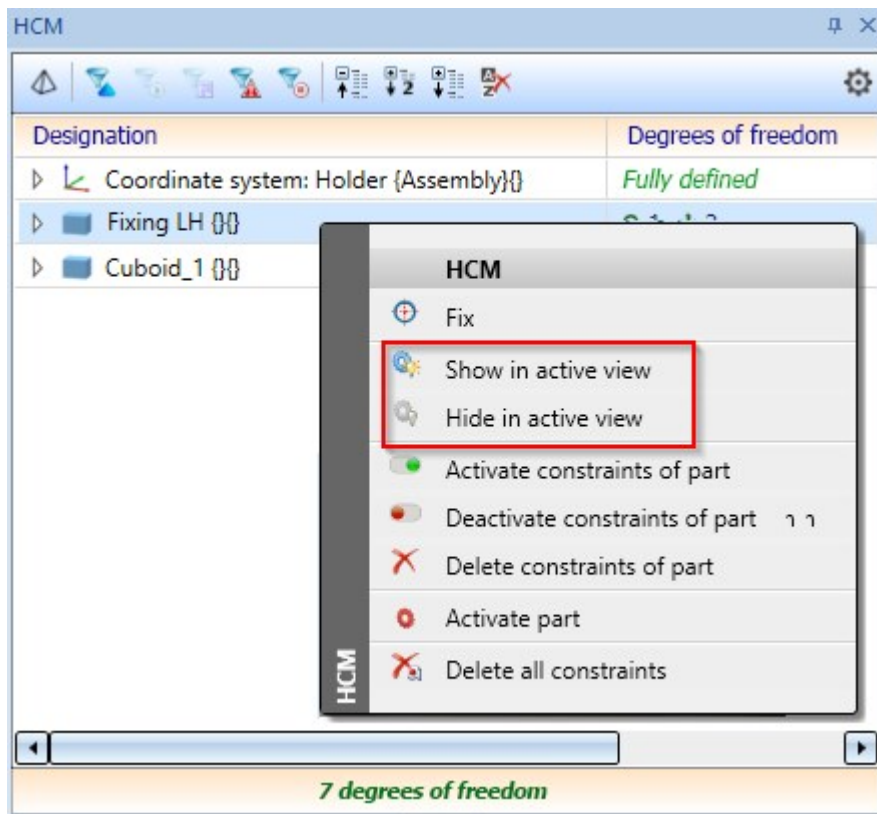 HCM
Designation Degrees of freedom
Coordinate system: Holder {Assembly}{} Fully defined
Fixing LH {}{}
Cuboid_1 {}{}
HCM
Fix
Show in active view
Hide in active view
Activate constraints of part
Deactivate constraints of part
Delete constraints of part
Activate part
Delete all constraints
HCM
7 degrees of freedom